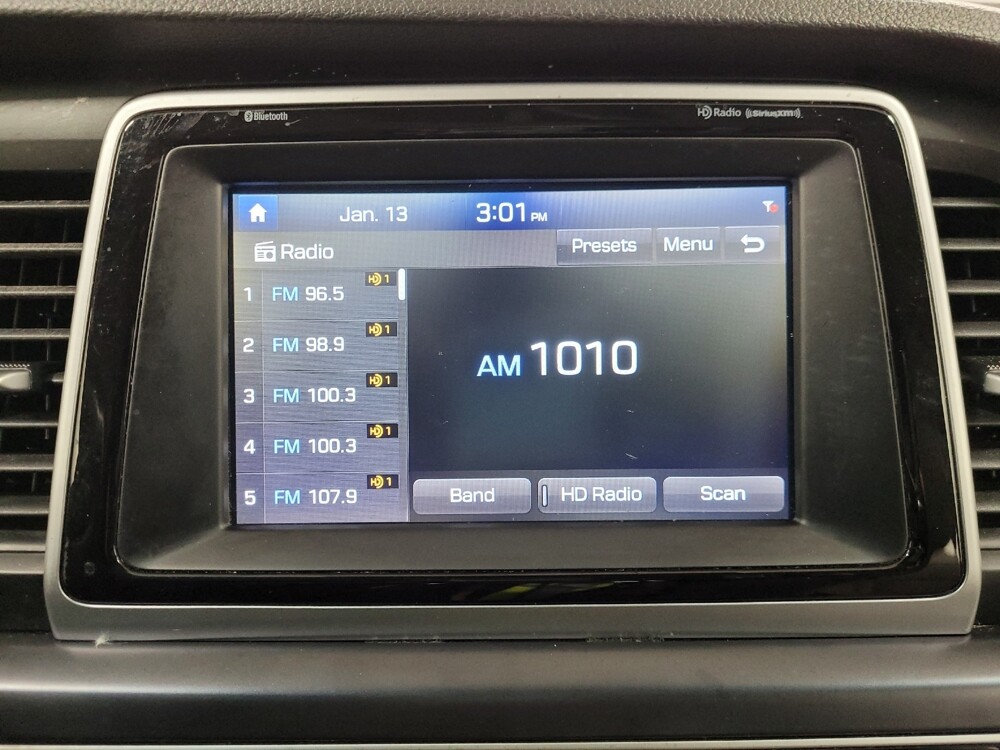 Bluetooth
HD Radio ((SiriusXM))
Jan. 13 3:01 PM
Radio Presets Menu
1 FM 96.5 HD 1
2 FM 98.9 HD 1
3 FM 100.3 HD 1
4 FM 100.3 HD 1
5 FM 107.9 HD 1
AM 1010
Band HD Radio Scan